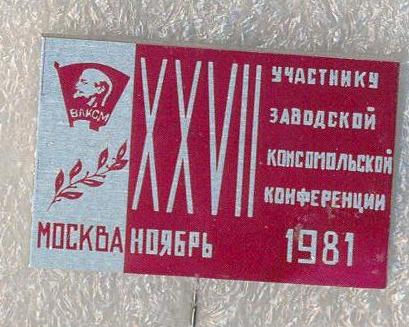 ВЛКСМ
XXVII
УЧАСТНИКУ
ЗАВОДСКОЙ
КОМСОМОЛЬСКОЙ
КОНФЕРЕНЦИИ
МОСКВА НОЯБРЬ 1981